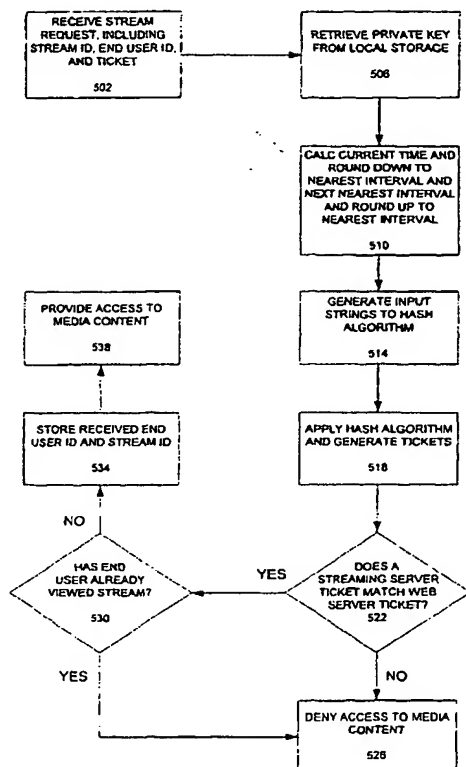 RECEIVE STREAM
REQUEST, INCLUDING
STREAM ID, END USER ID,
AND TICKET
502
RETRIEVE PRIVATE KEY
FROM LOCAL STORAGE
506
CALC CURRENT TIME AND
ROUND DOWN TO
NEAREST INTERVAL AND
NEXT NEAREST INTERVAL
AND ROUND UP TO
NEAREST INTERVAL
510
GENERATE INPUT
STRINGS TO HASH
ALGORITHM
514
APPLY HASH ALGORITHM
AND GENERATE TICKETS
518
DOES A
STREAMING SERVER
TICKET MATCH WEB
SERVER TICKET?
522
YES
NO
HAS END
USER ALREADY
VIEWED STREAM?
530
NO
YES
STORE RECEIVED END
USER ID AND STREAM ID
534
PROVIDE ACCESS TO
MEDIA CONTENT
538
DENY ACCESS TO MEDIA
CONTENT
526